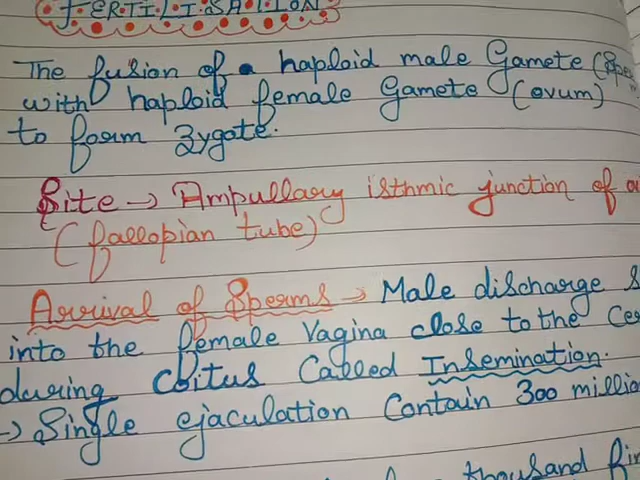 FERTILISATION
The fusion of a haploid male Gamete
with haploid female Gamete (ovum)
to form Zygote.
Site → Ampullary isthmic junction of
(fallopian tube)
Arrival of Sperms → Male discharge
into the female Vagina close to the
during Coitus Called Insemination.
→ Single ejaculation Contain 300
thousand